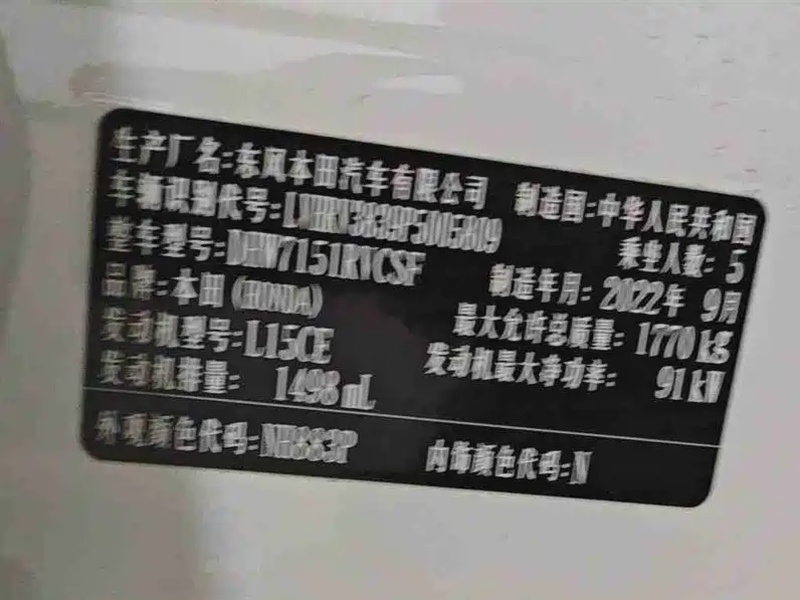 生产厂名:东风本田汽车有限公司 制造国:中华人民共和国
车辆识别代号: 乘坐人数: 5
整车型号:DHW7151RVCSF 制造年月: 2022年 9月
品牌:本田(HONDA) 最大允许总质量: 1770 kg
发动机型号:L15CE 发动机最大净功率: 91 kW
发动机排量: 1498 mL
外观颜色代码:NH883P 内饰颜色代码:N